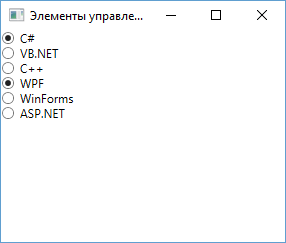 Элементы управле...
C#
VB.NET
C++
WPF
WinForms
ASP.NET